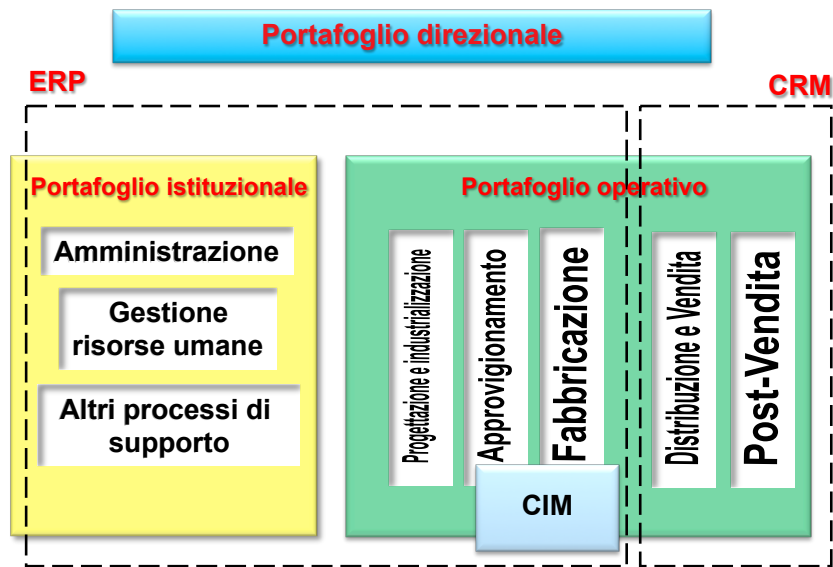 Portafoglio direzionale
ERP
CRM
Portafoglio istituzionale
Amministrazione
Gestione
risorse umane
Altri processi di
supporto
Portafoglio operativo
Progettazione e industrializzazione
Approvigionamento
Fabbricazione
Distribuzione e Vendita
Post-Vendita
CIM